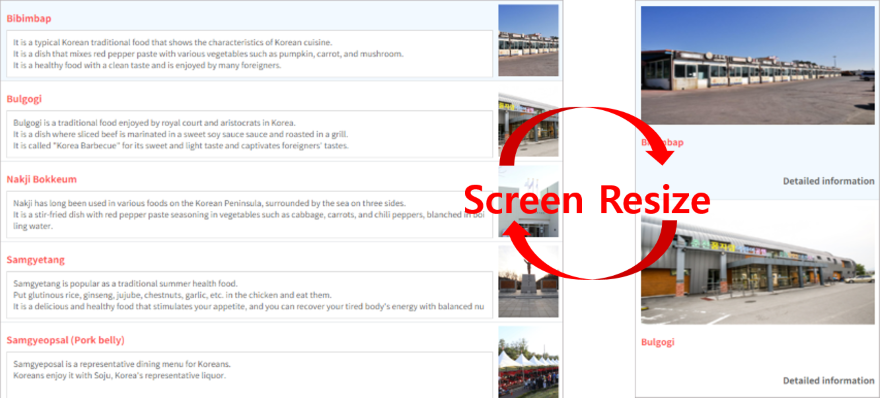 Bibimbap
It is a typical Korean traditional food that shows the characteristics of Korean cuisine.
It is a dish that mixes red pepper paste with various vegetables such as pumpkin, carrot, and mushroom.
It is a healthy food with a clean taste and is enjoyed by many foreigners.
Bulgogi
Bulgogi is a traditional food enjoyed by royal court and aristocrats in Korea.
It is a dish where sliced beef is marinated in a sweet soy sauce sauce and roasted in a grill.
It is called "Korea Barbecue" for its sweet and light taste and captivates foreigners' tastes.
Nakji Bokkeum
Nakji has long been used in various foods on the Korean Peninsula, surrounded by the sea on three sides.
It is a stir-fried dish with red pepper paste seasoning in vegetables such as cabbage, carrots, and chili peppers, blanched in boi
ling water.
Samgyetang
Samgyetang is popular as a traditional summer health food.
Put glutinous rice, ginseng, jujube, chestnuts, garlic, etc. in the chicken and eat them.
It is a delicious and healthy food that stimulates your appetite, and you can recover your tired body's energy with balanced nu
Samgyeopsal (Pork belly)
Samgyeposal is a representative dining menu for Koreans.
Koreans enjoy it with Soju, Korea's representative liquor.
Screen Resize
Bibimbap
Detailed information
Bulgogi
Detailed information